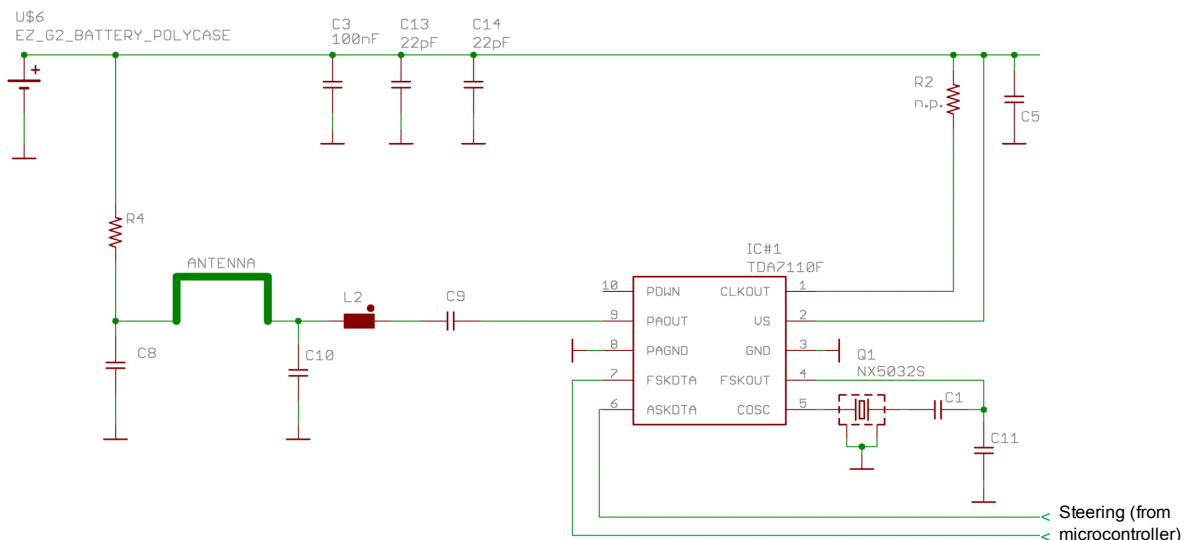 U$6
EZ_G2_BATTERY_POLYCASE
C3
100nF
C13
22pF
C14
22pF
R2
n.p.
C5
R4
ANTENNA
L2
C9
C8
C10
IC#1
TDA7110F
10 PDWN CLKOUT 1
9 PAOUT VS 2
8 PAGND GND 3
7 FSKDTA FSKOUT 4
6 ASKDTA COSC 5
Q1
NX5032S
C1
C11
Steering (from
microcontroller)